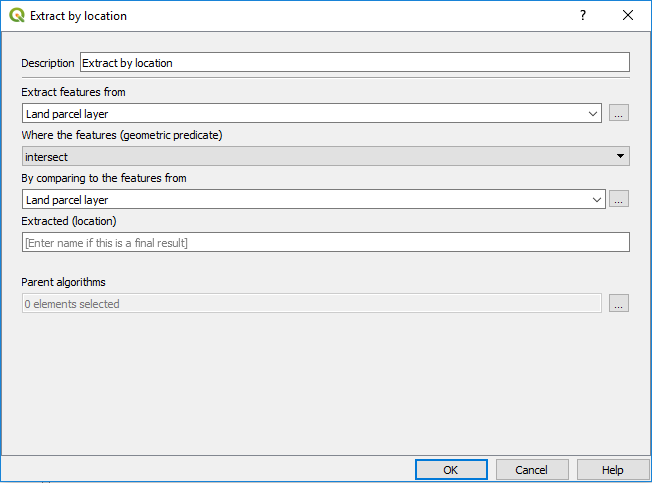 Extract by location
? 
Description Extract by location
Extract features from
Land parcel layer
...
Where the features (geometric predicate)
intersect
By comparing to the features from
Land parcel layer
...
Extracted (location)
[Enter name if this is a final result]
Parent algorithms
0 elements selected
...
OK Cancel Help